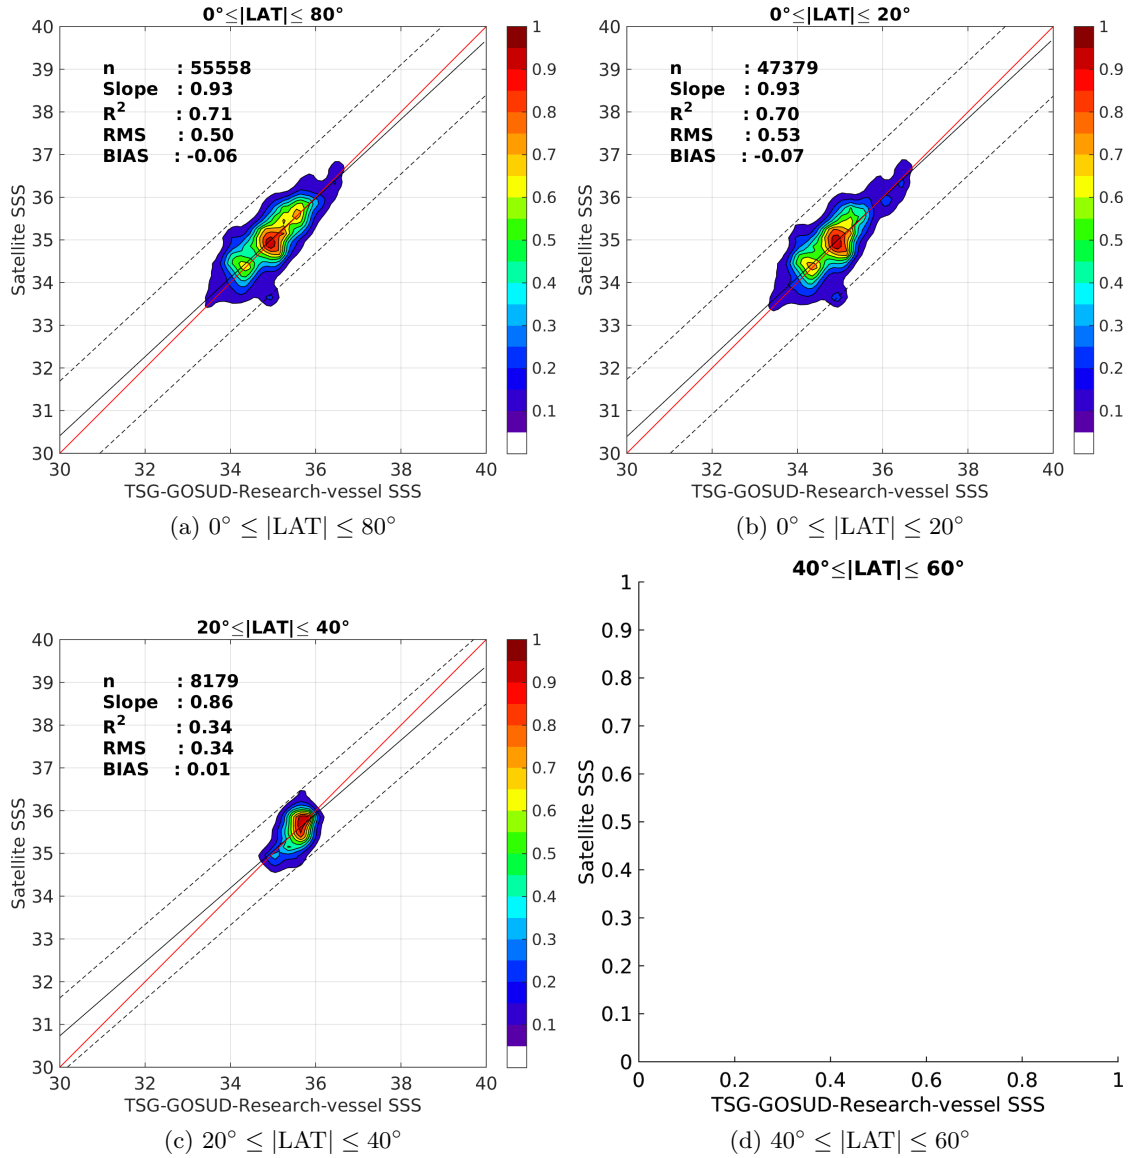 0°≤|LAT|≤ 80°
n : 55558
Slope : 0.93
R² : 0.71
RMS : 0.50
BIAS : -0.06
Satellite SSS
40
39
38
37
36
35
34
33
32
31
30
30 32 34 36 38 40
TSG-GOSUD-Research-vessel SSS
1
0.9
0.8
0.7
0.6
0.5
0.4
0.3
0.2
0.1
(a) 0° ≤ |LAT| ≤ 80°
0°≤|LAT|≤ 20°
n : 47379
Slope : 0.93
R² : 0.70
RMS : 0.53
BIAS : -0.07
Satellite SSS
40
39
38
37
36
35
34
33
32
31
30
30 32 34 36 38 40
TSG-GOSUD-Research-vessel SSS
1
0.9
0.8
0.7
0.6
0.5
0.4
0.3
0.2
0.1
(b) 0° ≤ |LAT| ≤ 20°
20°≤|LAT|≤ 40°
n : 8179
Slope : 0.86
R² : 0.34
RMS : 0.34
BIAS : 0.01
Satellite SSS
40
39
38
37
36
35
34
33
32
31
30
30 32 34 36 38 40
TSG-GOSUD-Research-vessel SSS
1
0.9
0.8
0.7
0.6
0.5
0.4
0.3
0.2
0.1
(c) 20° ≤ |LAT| ≤ 40°
40°≤|LAT|≤ 60°
Satellite SSS
1
0.9
0.8
0.7
0.6
0.5
0.4
0.3
0.2
0.1
0
0 0.2 0.4 0.6 0.8 1
TSG-GOSUD-Research-vessel SSS
(d) 40° ≤ |LAT| ≤ 60°